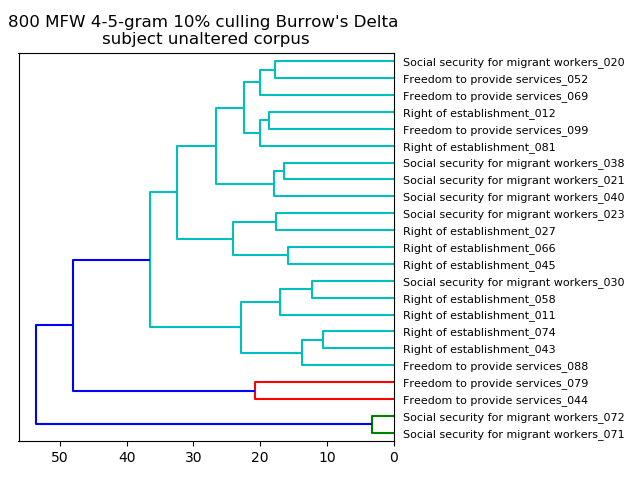 800 MFW 4-5-gram 10% culling Burrow's Delta
subject unaltered corpus
Social security for migrant workers_020
Freedom to provide services_052
Freedom to provide services_069
Right of establishment_012
Freedom to provide services_099
Right of establishment_081
Social security for migrant workers_038
Social security for migrant workers_021
Social security for migrant workers_040
Social security for migrant workers_023
Right of establishment_027
Right of establishment_066
Right of establishment_045
Social security for migrant workers_030
Right of establishment_058
Right of establishment_011
Right of establishment_074
Right of establishment_043
Freedom to provide services_088
Freedom to provide services_079
Freedom to provide services_044
Social security for migrant workers_072
Social security for migrant workers_071
50 40 30 20 10 0